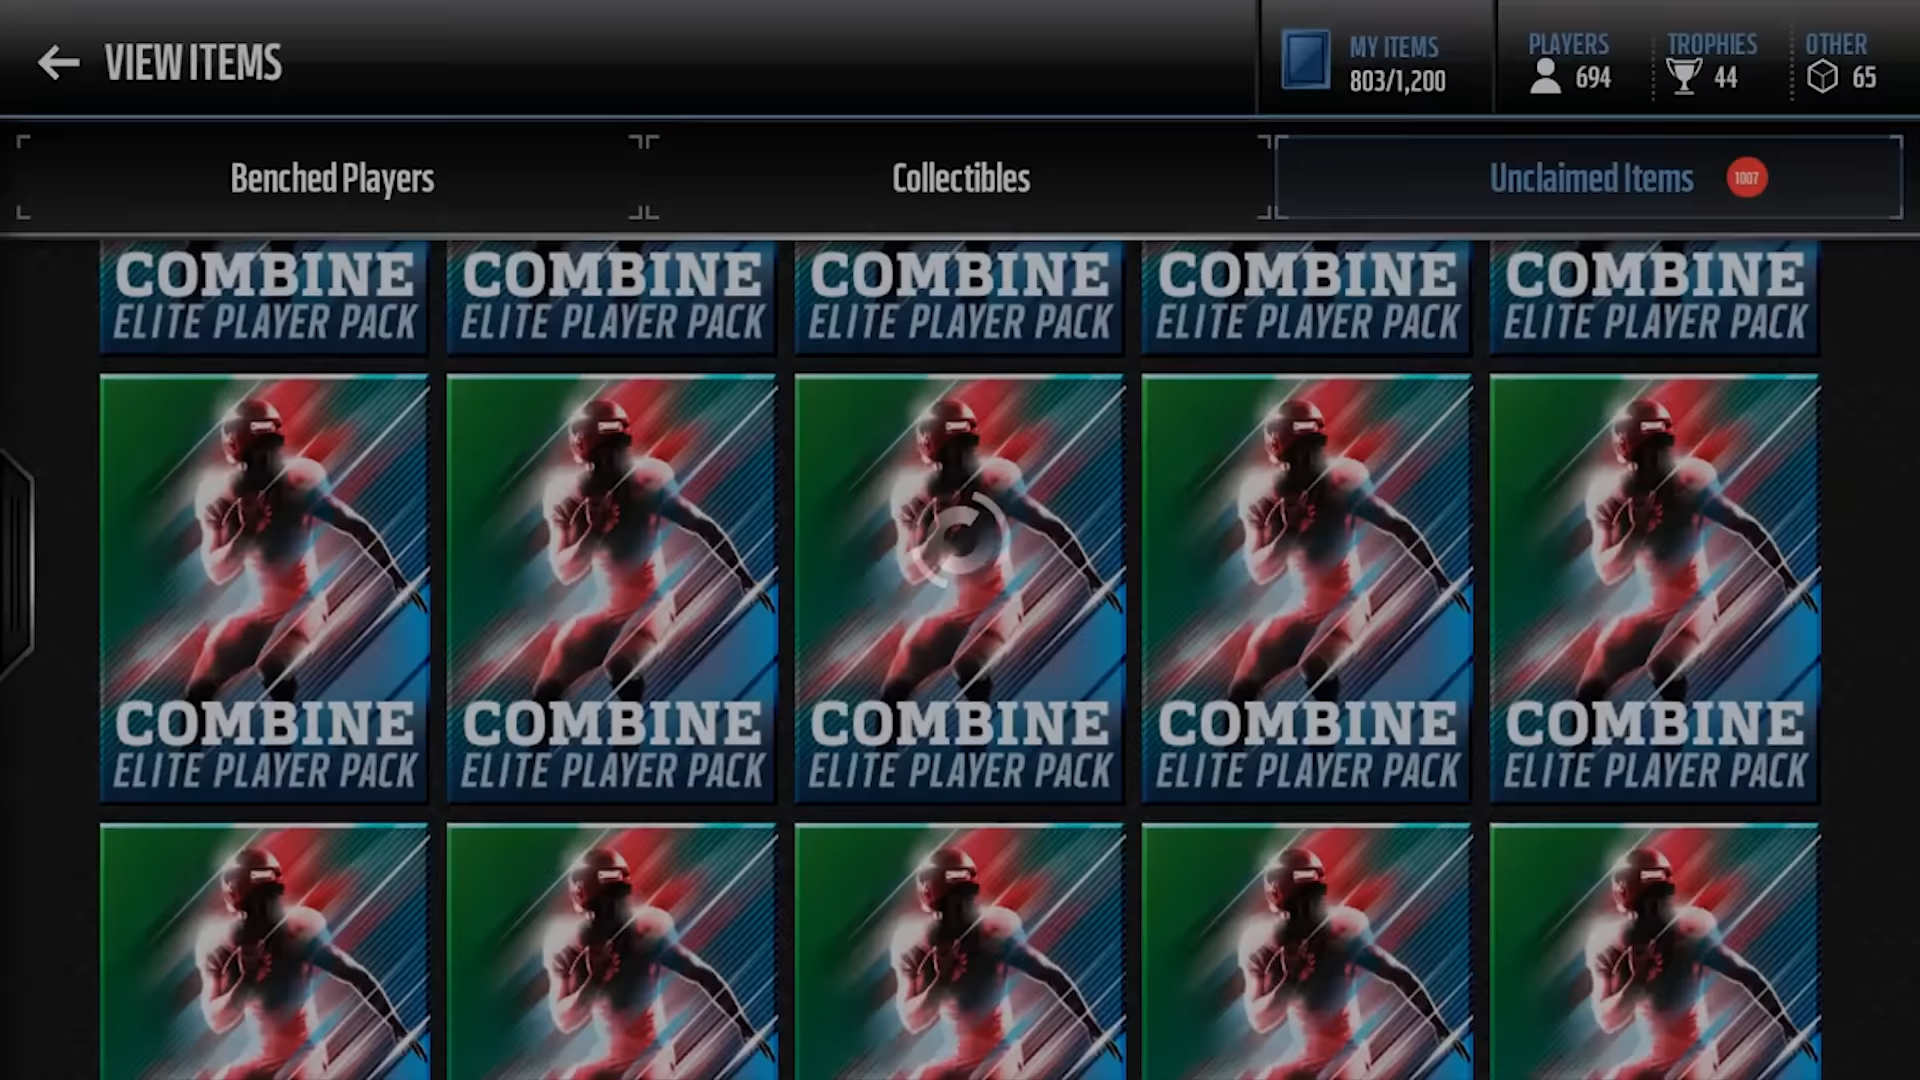 VIEW ITEMS
MY ITEMS
803/1,200
PLAYERS
694
TROPHIES
44
OTHER
65
Benched Players
Collectibles
Unclaimed Items
1007
COMBINE COMBINE COMBINE COMBINE COMBINE
ELITE PLAYER PACK ELITE PLAYER PACK ELITE PLAYER PACK ELITE PLAYER PACK ELITE PLAYER PACK
COMBINE COMBINE COMBINE COMBINE COMBINE
ELITE PLAYER PACK ELITE PLAYER PACK ELITE PLAYER PACK ELITE PLAYER PACK ELITE PLAYER PACK